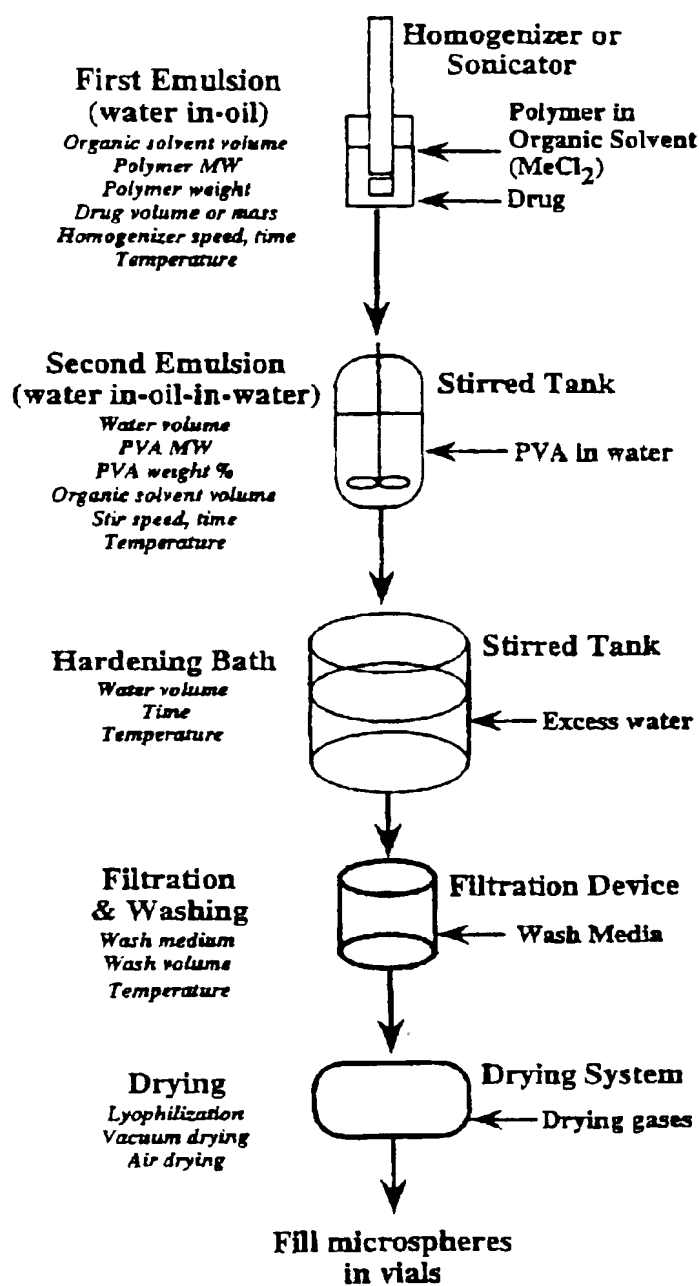 Homogenizer or
Sonicator
First Emulsion
(water in-oil)
Organic solvent volume
Polymer MW
Polymer weight
Drug volume or mass
Homogenizer speed, time
Temperature
Polymer in
Organic Solvent
(MeCl2)
Drug
Second Emulsion
(water in-oil-in-water)
Water volume
PVA MW
PVA weight %
Organic solvent volume
Stir speed, time
Temperature
Stirred Tank
PVA in water
Hardening Bath
Water volume
Time
Temperature
Stirred Tank
Excess water
Filtration
& Washing
Wash medium
Wash volume
Temperature
Filtration Device
Wash Media
Drying
Lyophilization
Vacuum drying
Air drying
Drying System
Drying gases
Fill microspheres
in vials